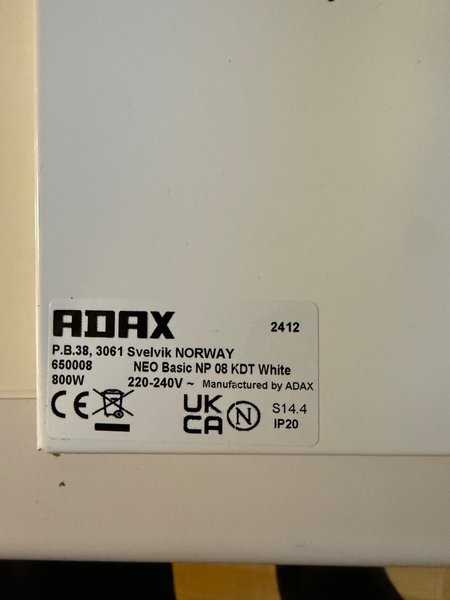 ADAX 2412
P.B.38, 3061 Svelvik NORWAY
650008 NEO Basic NP 08 KDT White
800W 220-240V ~ Manufactured by ADAX
CE UK CA N S14.4
IP20